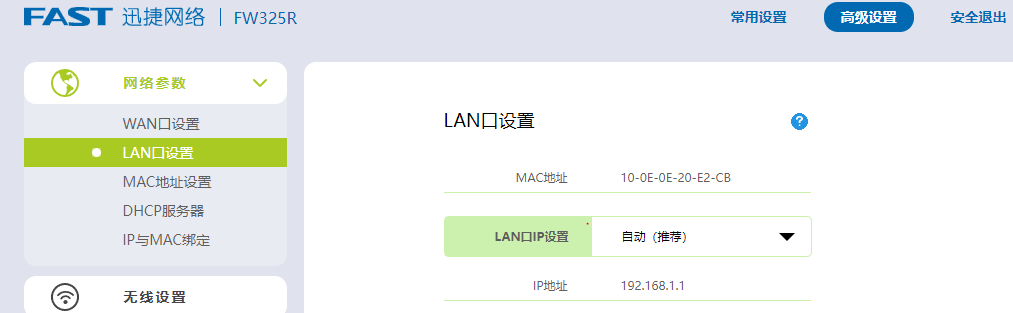 FAST 迅捷网络 FW325R
常用设置 高级设置 安全退出
网络参数
WAN口设置
LAN口设置
MAC地址设置
DHCP服务器
IP与MAC绑定
无线设置
LAN口设置
?
MAC地址 10-0E-0E-20-E2-CB
LAN口IP设置 自动（推荐）
IP地址 192.168.1.1